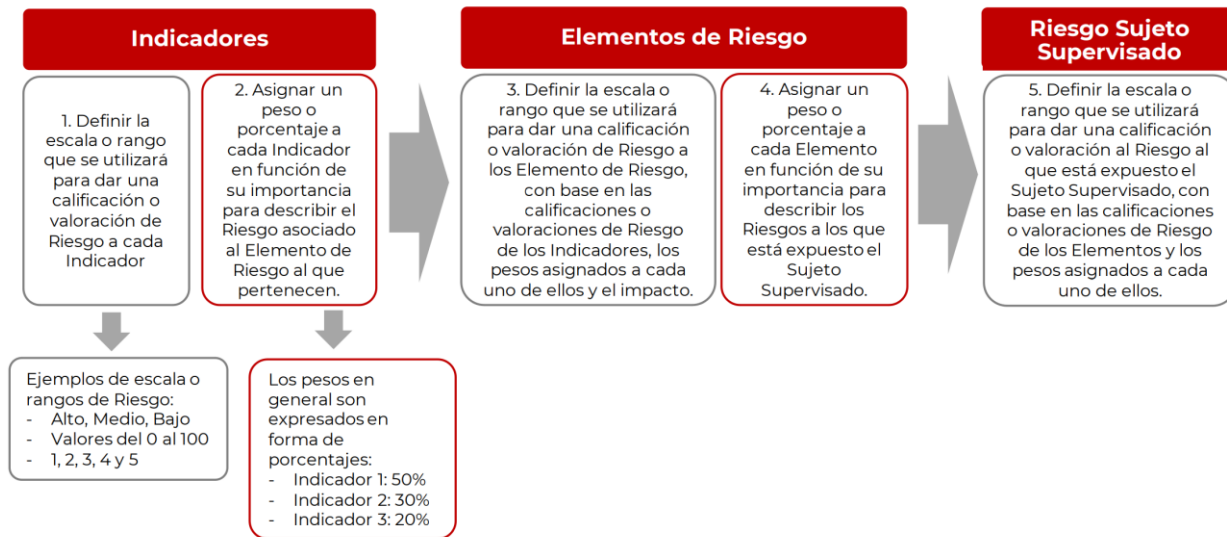 Indicadores
Elementos de Riesgo
Riesgo Sujeto
Supervisado
1. Definir la
escala o rango
que se utilizará
para dar una
calificación o
valoración de
Riesgo a cada
Indicador
2. Asignar un
peso o
porcentaje a
cada Indicador
en función de
su importancia
para describir el
Riesgo asociado
al Elemento de
Riesgo al que
pertenecen.
3. Definir la escala o
rango que se utilizará
para dar una calificación
o valoración de Riesgo a
los Elemento de Riesgo,
con base en las
calificaciones o
valoraciones de Riesgo
de los Indicadores, los
pesos asignados a cada
uno de ellos y el impacto.
4. Asignar un
peso o
porcentaje a
cada Elemento
en función de su
importancia para
describir los
Riesgos a los que
está expuesto el
Sujeto
Supervisado.
5. Definir la escala o
rango que se utilizará
para dar una calificación
o valoración al Riesgo al
que está expuesto el
Sujeto Supervisado, con
base en las calificaciones
o valoraciones de Riesgo
de los Elementos y los
pesos asignados a cada
uno de ellos.
Ejemplos de escala o
rangos de Riesgo:
- Alto, Medio, Bajo
- Valores del 0 al 100
- 1, 2, 3, 4 y 5
Los pesos en
general son
expresados en
forma de
porcentajes:
- Indicador 1: 50%
- Indicador 2: 30%
- Indicador 3: 20%